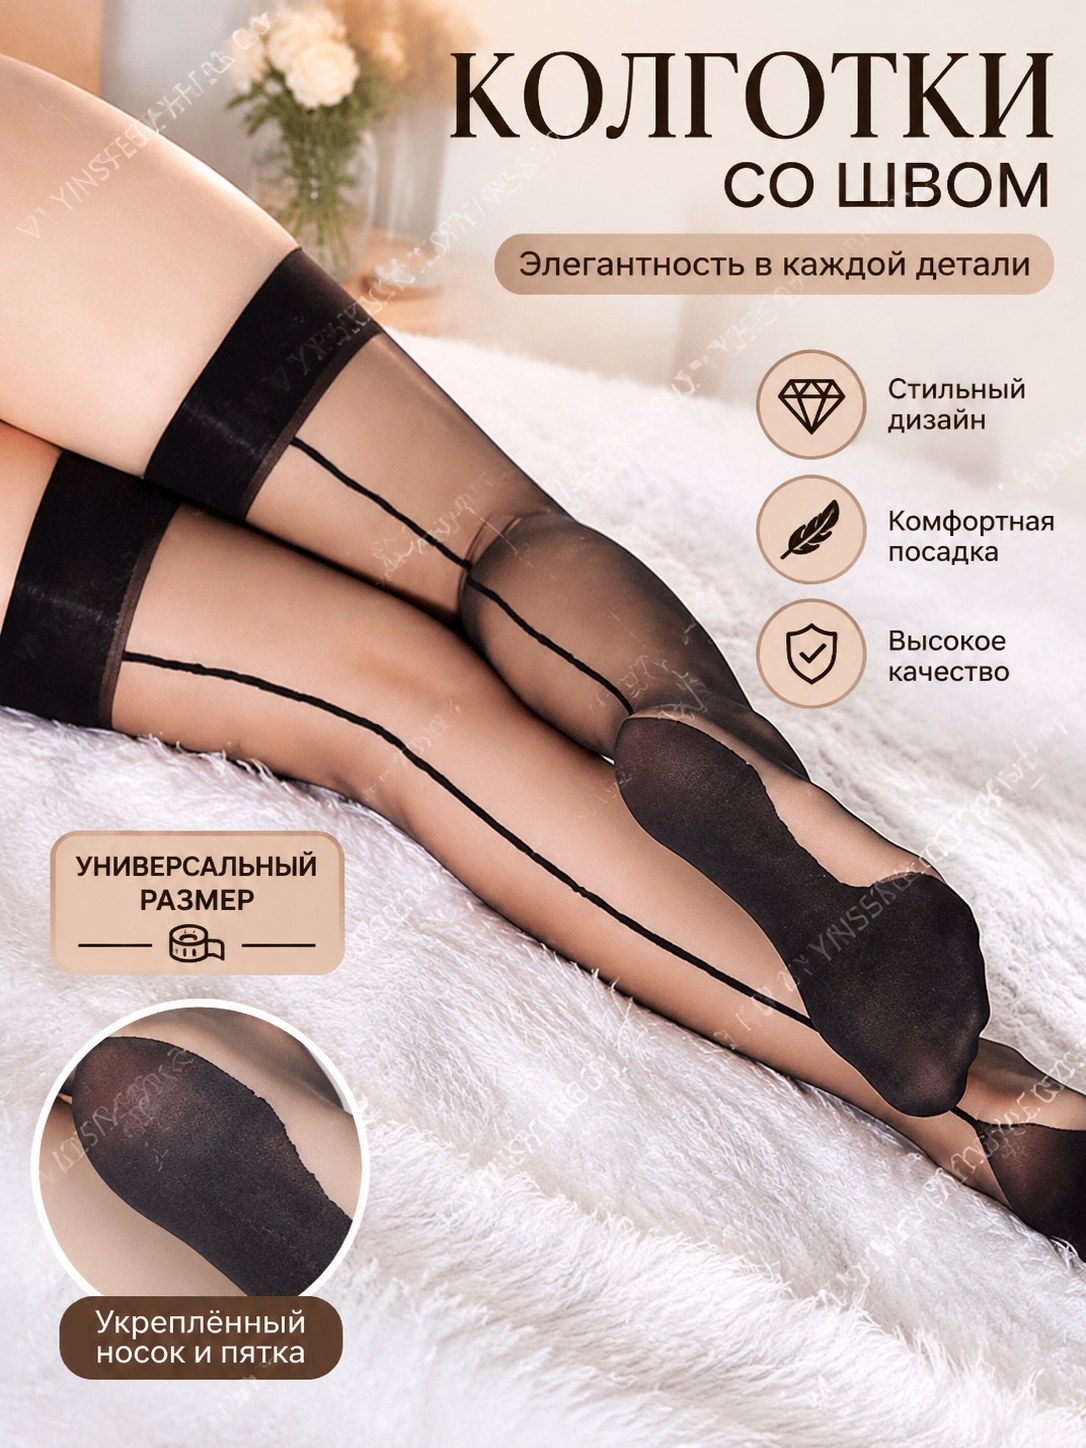 КОЛГОТКИ
СО ШВОМ
Элегантность в каждой детали
Стильный
дизайн
Комфортная
посадка
Высокое
качество
УНИВЕРСАЛЬНЫЙ
РАЗМЕР
Укреплённый
носок и пятка